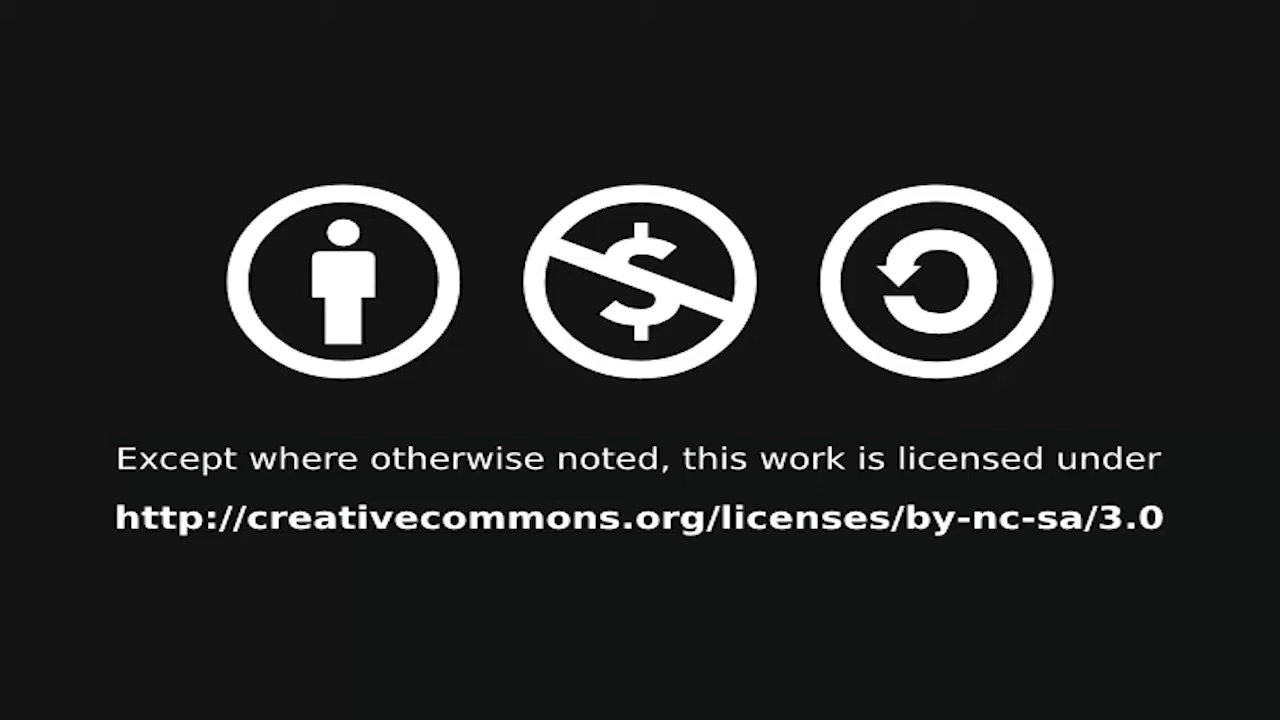 Except where otherwise noted, this work is licensed under
http://creativecommons.org/licenses/by-nc-sa/3.0